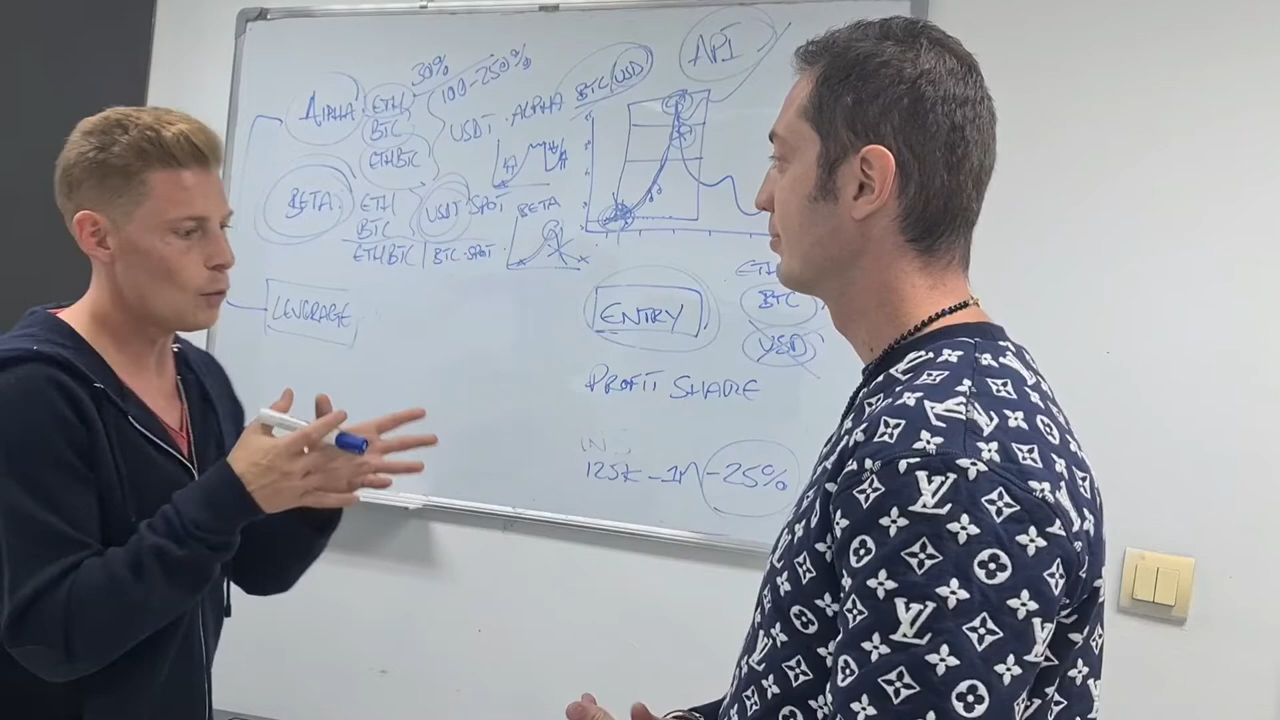 30%
100-250%
ALPHA
ETH
BTC
ETHBTC
USDT ALPHA
BTC/USD
API
BETA
ETH
BTC
ETHBTC
USDT SPOT
BTC SPOT
BETA
LEVERAGE
ENTRY
ETH
BTC
USD
PROFIT SHARE
125K-1M-25%
LV